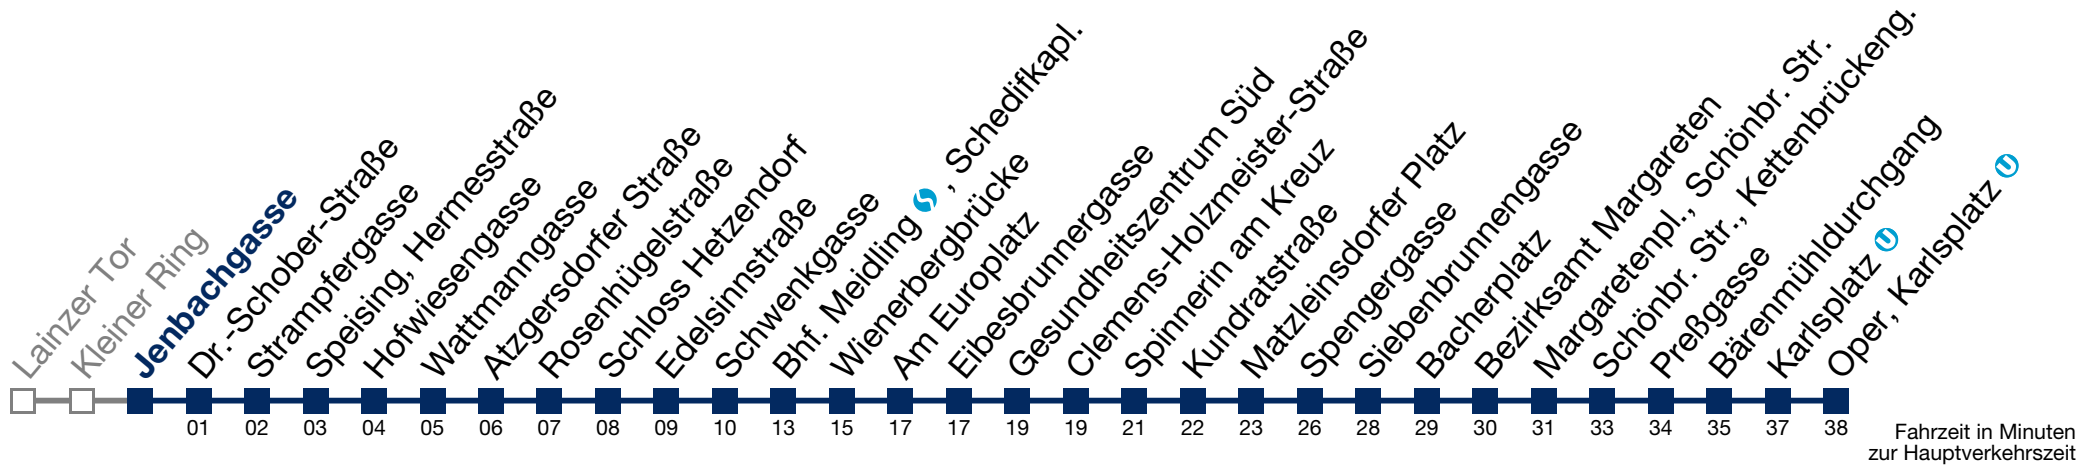 Lainzer Tor
Kleiner Ring
Jenbachgasse
Dr.-Schober-Straße
Strampfergasse
Speising, Hermesstraße
Hofwiesengasse
Wattmanngasse
Atzgersdorfer Straße
Rosenhügelstraße
Schloss Hetzendorf
Edelsinnstraße
Schwenkgasse
Bhf. Meidling S , Schedifkapl.
Wienerbergbrücke
Am Europlatz
Eibesbrunnergasse
Gesundheitszentrum Süd
Clemens-Holzmeister-Straße
Spinnerin am Kreuz
Kundratstraße
Matzleinsdorfer Platz
Spengergasse
Siebenbrunnengasse
Bacherplatz
Bezirksamt Margareten
Margaretenpl., Schönbr. Str.
Schönbr. Str., Kettenbrückeng.
Preßgasse
Bärenmühldurchgang
Karlsplatz U
Oper, Karlsplatz U
01 02 03 04 05 06 07 08 09 10 13 15 17 17 19 19 21 22 23 26 28 29 30 31 33 34 35 37 38
Fahrzeit in Minuten
zur Hauptverkehrszeit